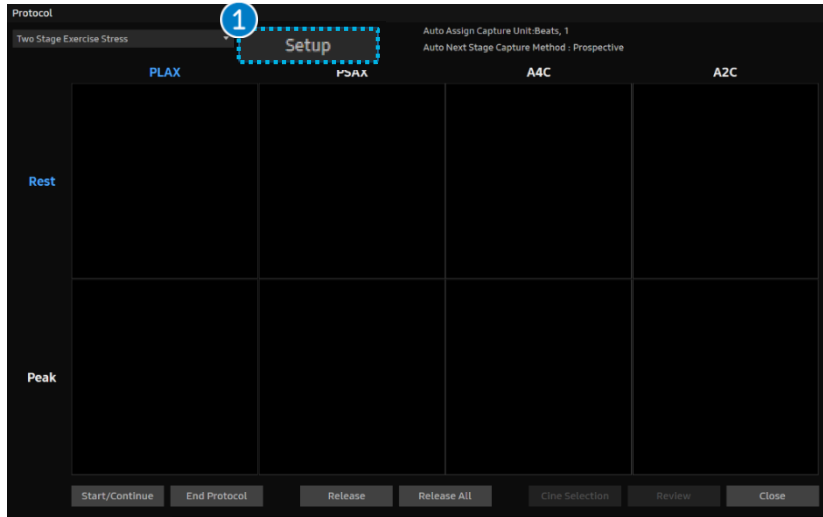 Protocol
1
Two Stage Exercise Stress
Setup
Auto Assign Capture Unit:Beats, 1
Auto Next Stage Capture Method : Prospective
PLAX PSAX A4C A2C
Rest
Peak
Start/Continue End Protocol Release Release All Cine Selection Review Close